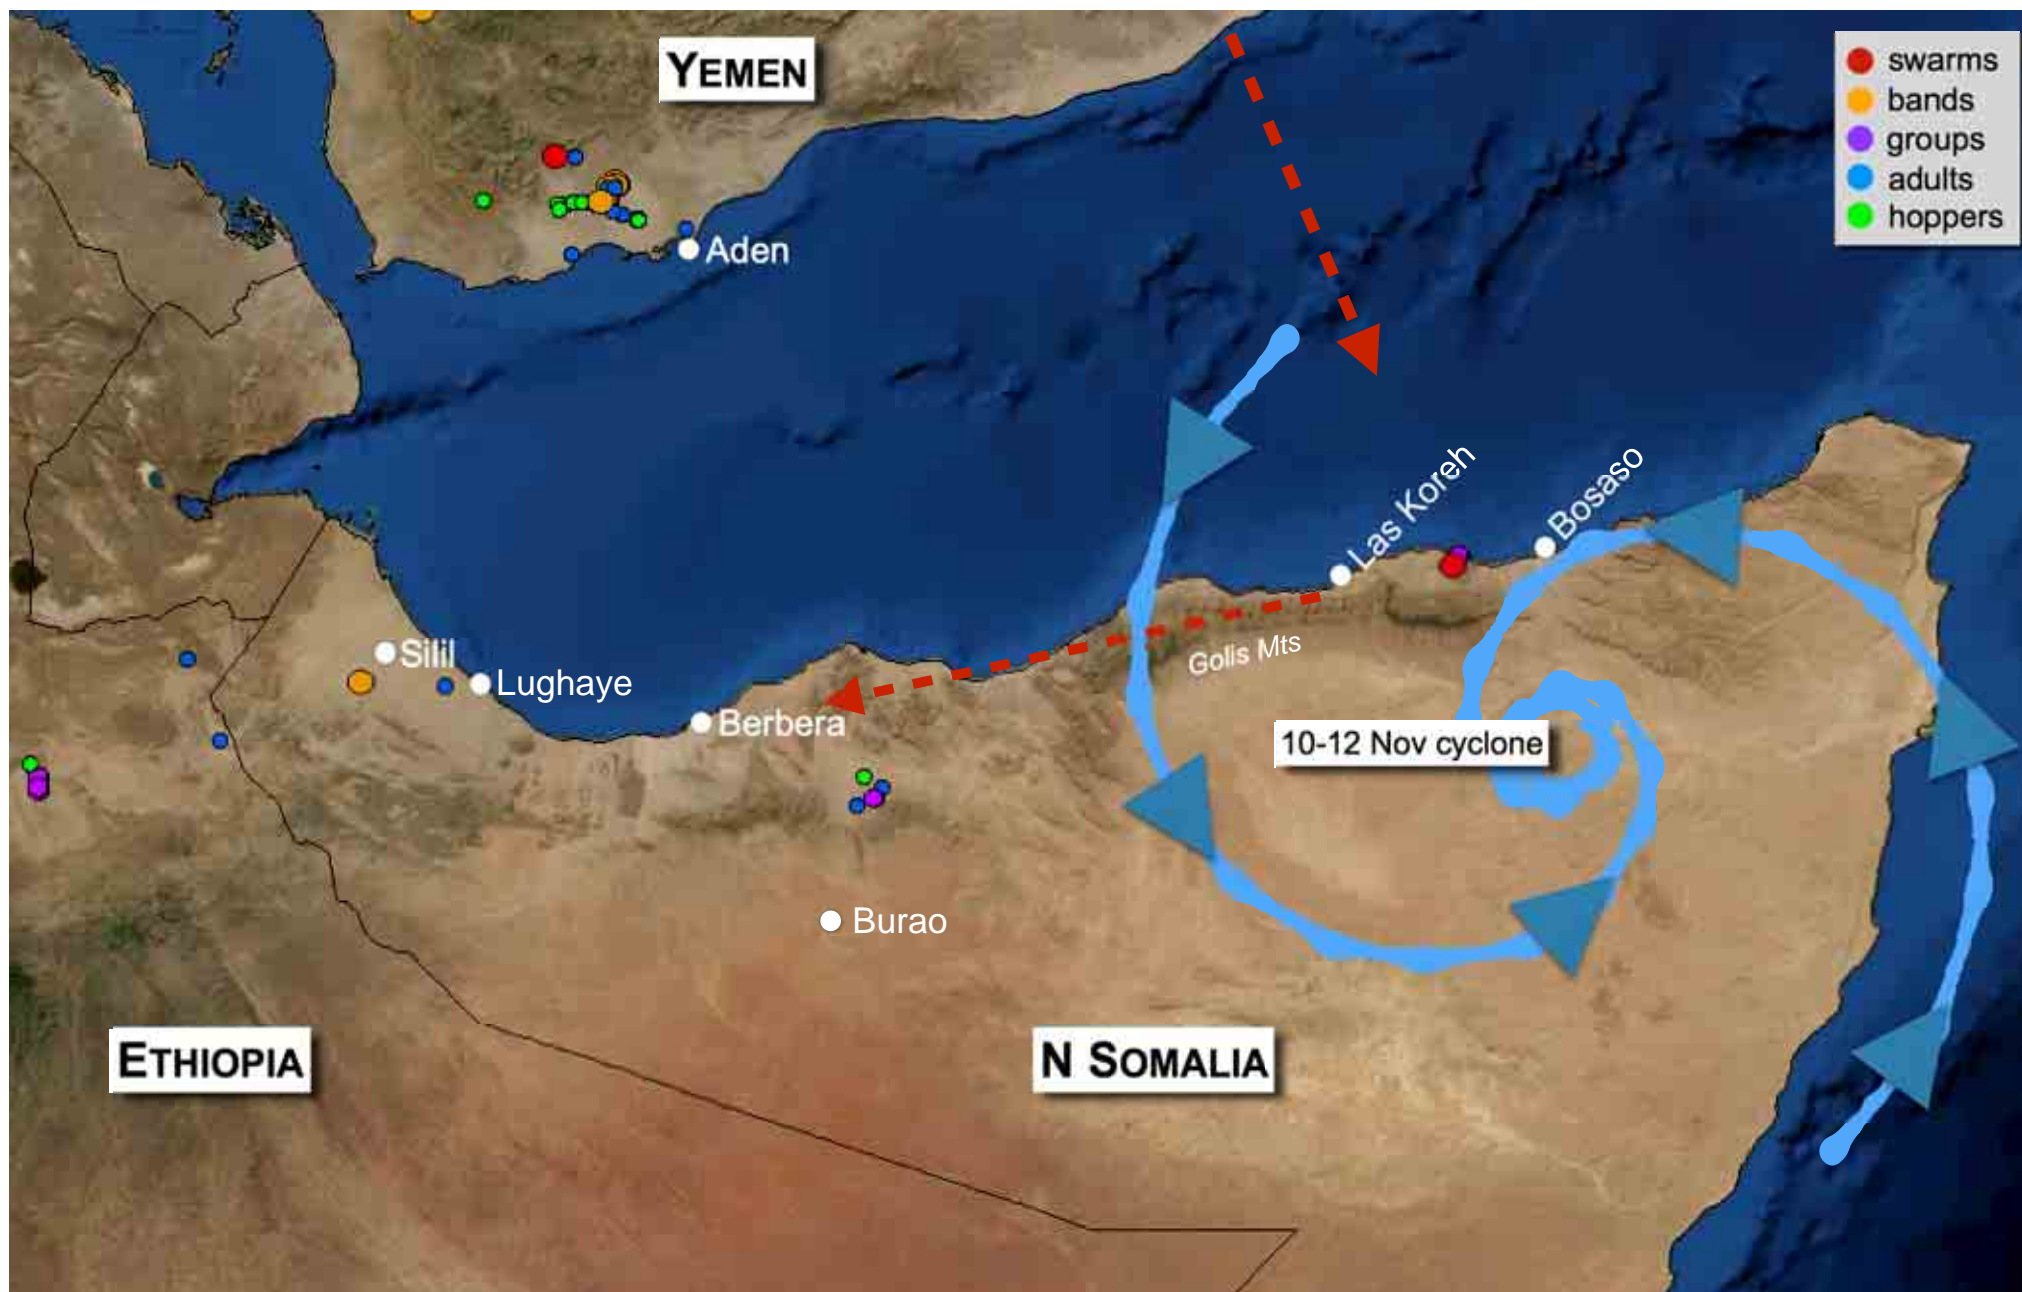 YEMEN
swarms
bands
groups
adults
hoppers
Aden
Las Koreh
Bosaso
Silil
Lughaye
Golis Mts
Berbera
10-12 Nov cyclone
Burao
ETHIOPIA
N SOMALIA